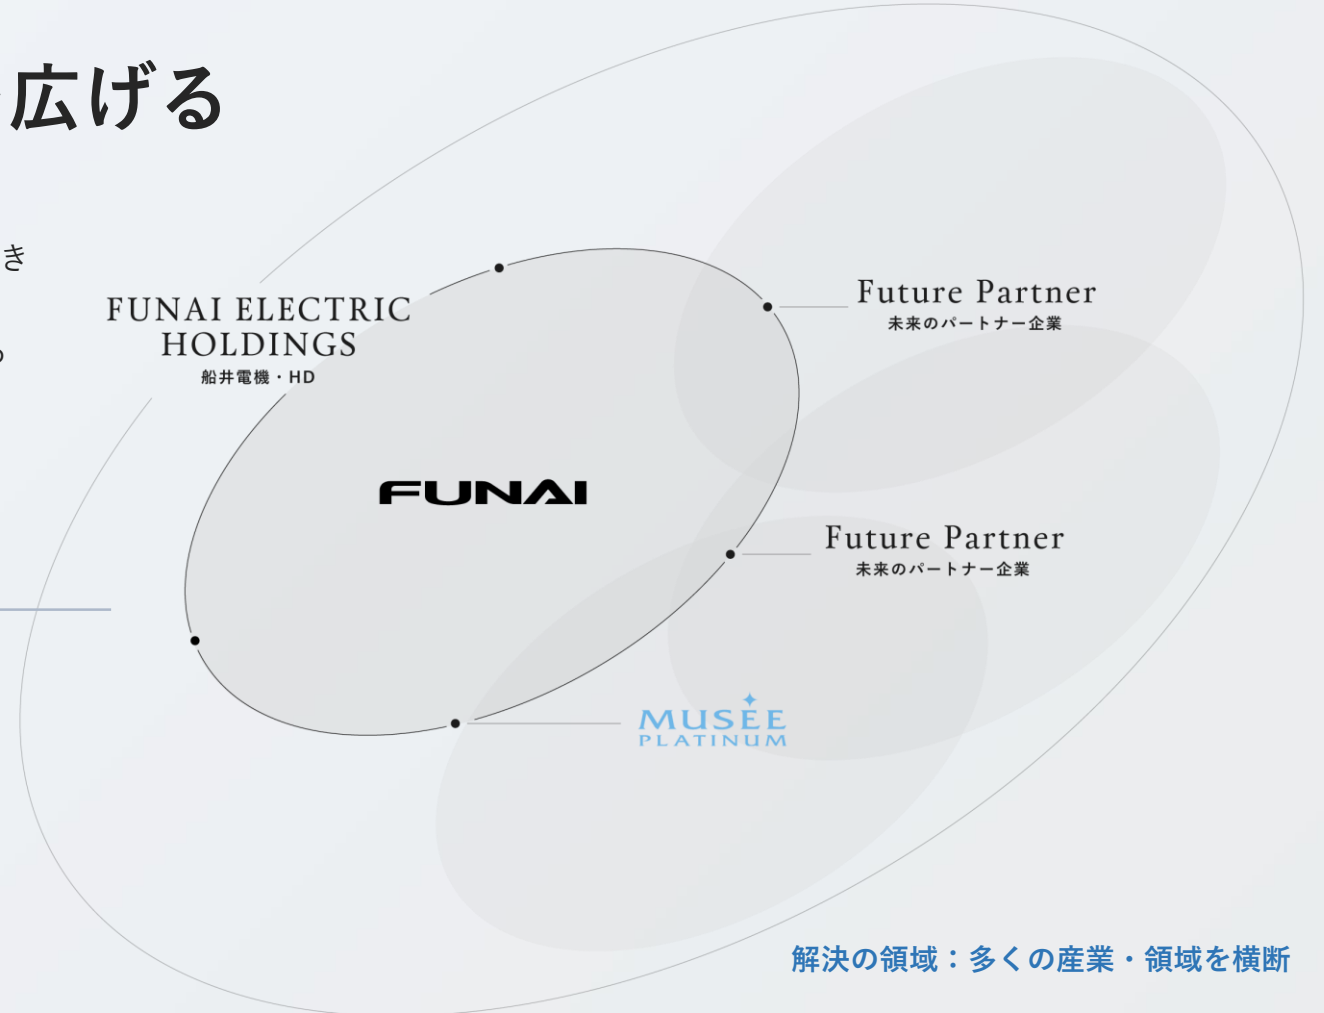 広げる
き
FUNAI ELECTRIC
HOLDINGS
船井電機・HD
Future Partner
未来のパートナー企業
FUNAI
Future Partner
未来のパートナー企業
MUSÉE
PLATINUM
解決の領域：多くの産業・領域を横断